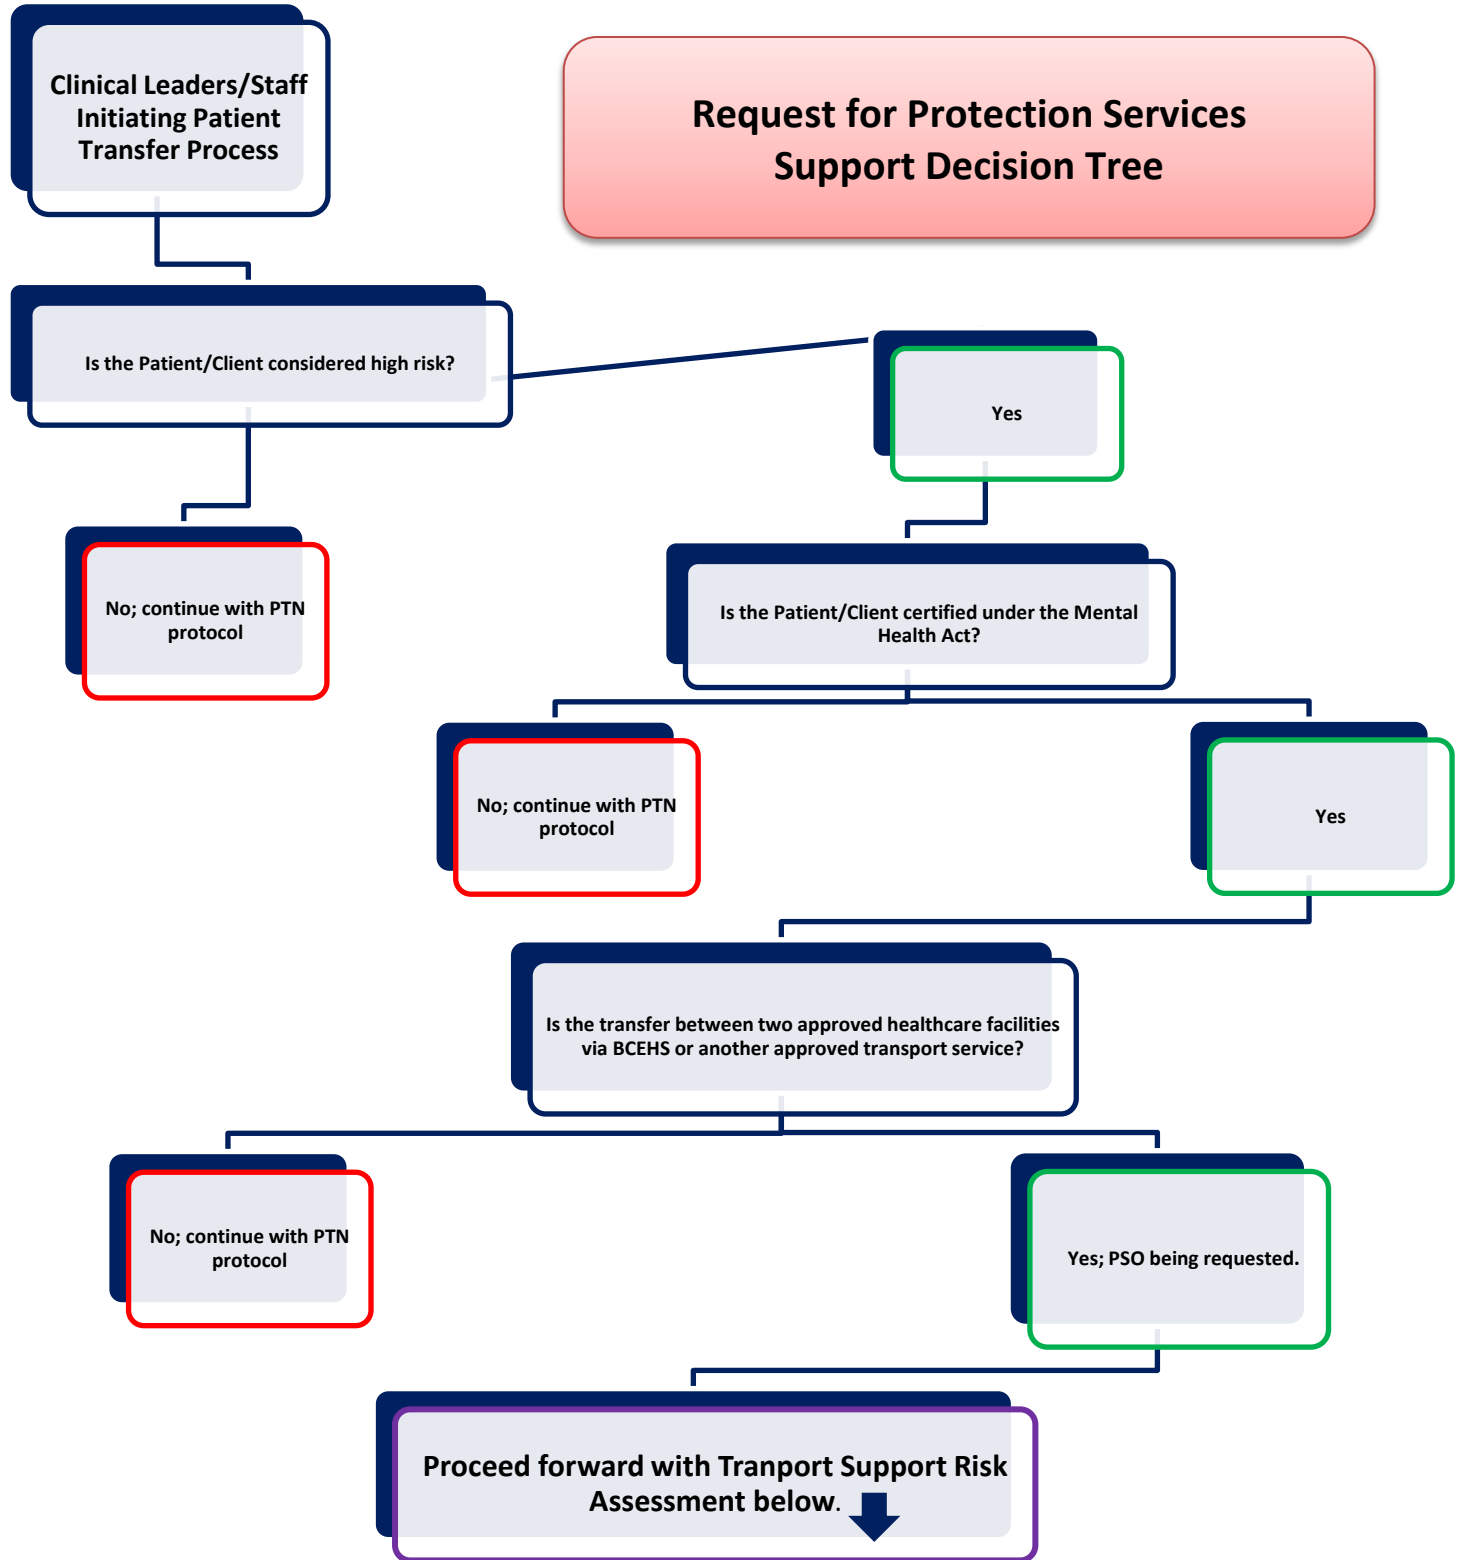 Clinical Leaders/Staff
Initiating Patient
Transfer Process
Request for Protection Services
Support Decision Tree
Is the Patient/Client considered high risk?
Yes
No; continue with PTN
protocol
Is the Patient/Client certified under the Mental
Health Act?
No; continue with PTN
protocol
Yes
Is the transfer between two approved healthcare facilities
via BCEHS or another approved transport service?
No; continue with PTN
protocol
Yes; PSO being requested.
Proceed forward with Tranport Support Risk
Assessment below.